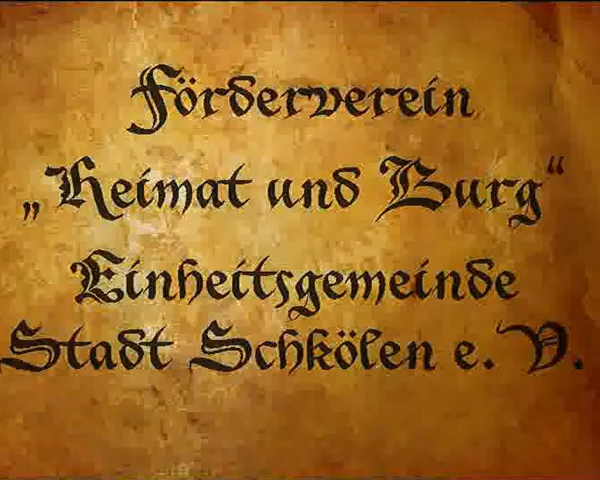 Förderverein
„Heimat und Burg“
Einheitsgemeinde
Stadt Schkölen e. V.